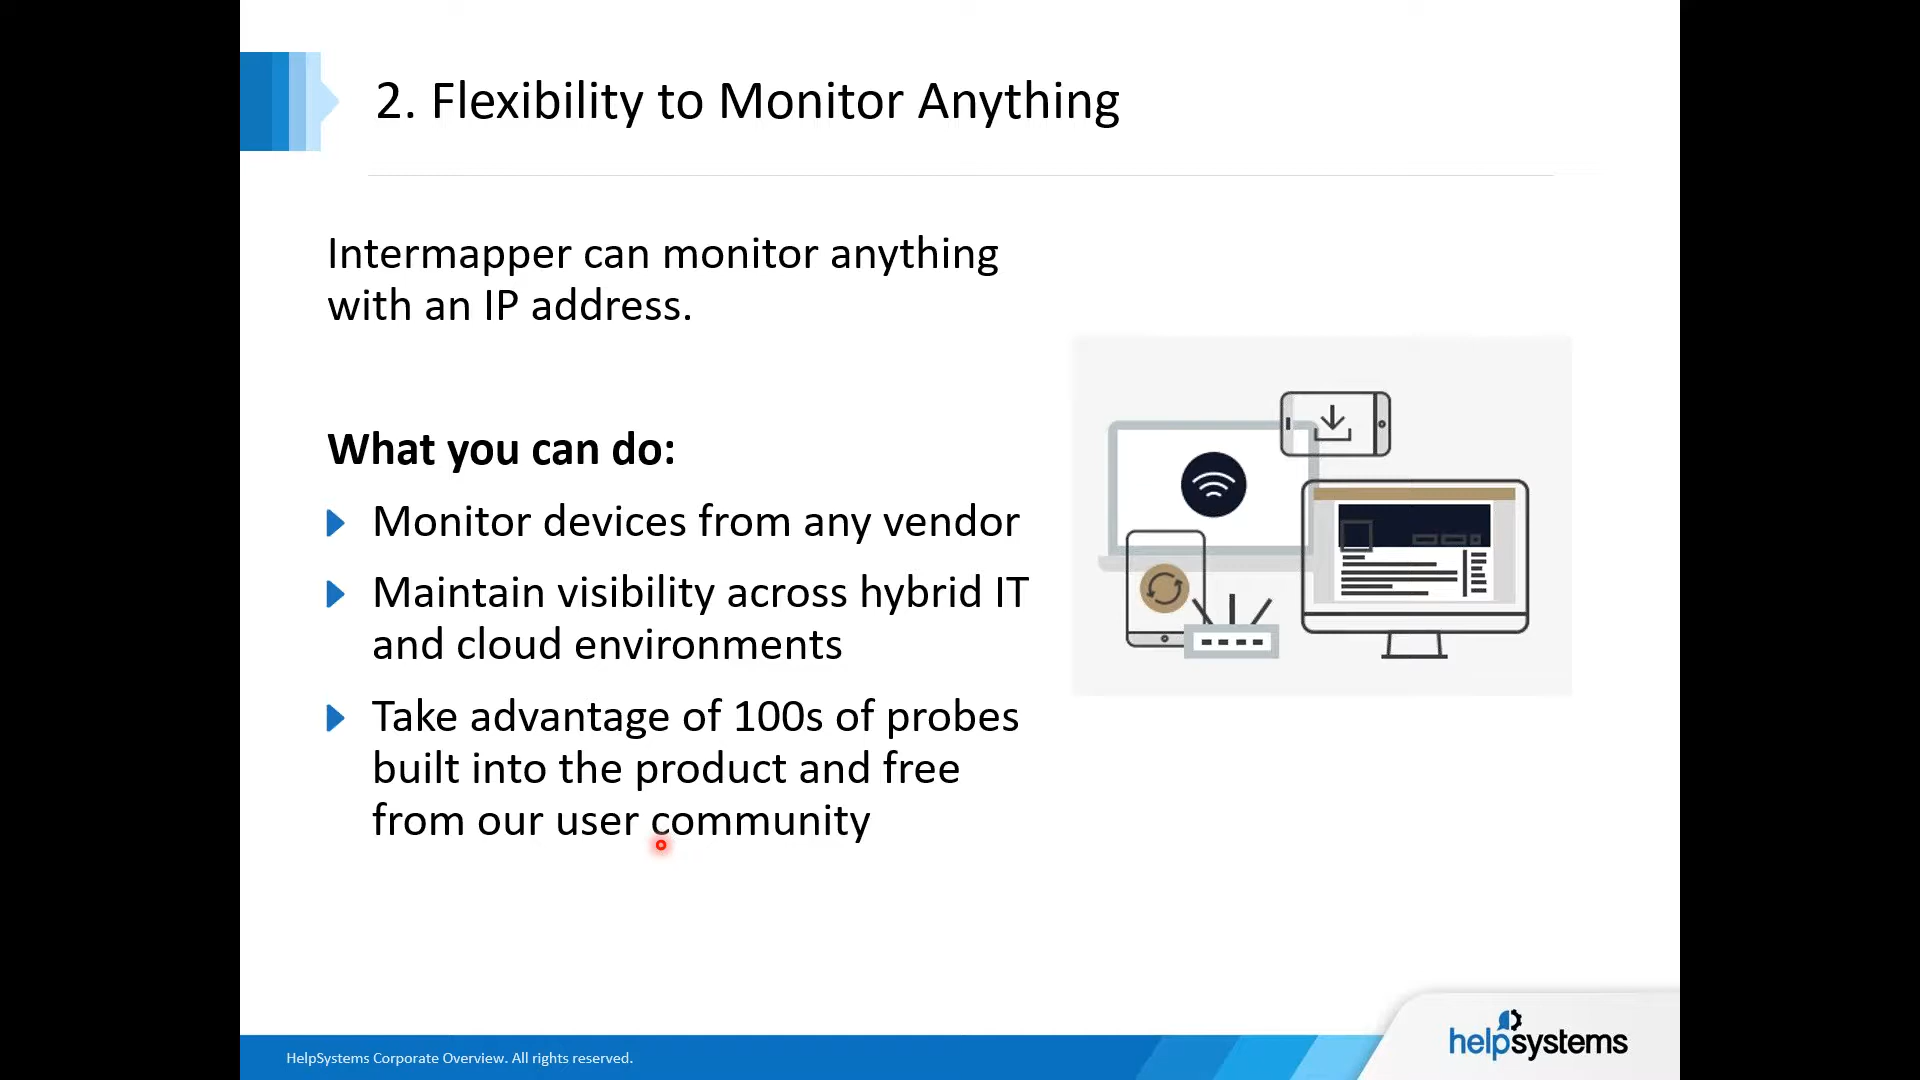 2. Flexibility to Monitor Anything
Intermapper can monitor anything
with an IP address.
What you can do:
Monitor devices from any vendor
Maintain visibility across hybrid IT
and cloud environments
Take advantage of 100s of probes
built into the product and free
from our user community
HelpSystems Corporate Overview. All rights reserved.
helpsystems